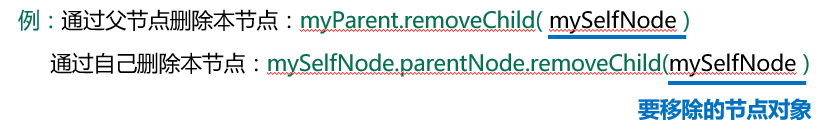 例：通过父节点删除本节点：myParent.removeChild( mySelfNode )
通过自己删除本节点：mySelfNode.parentNode.removeChild(mySelfNode )
要移除的节点对象